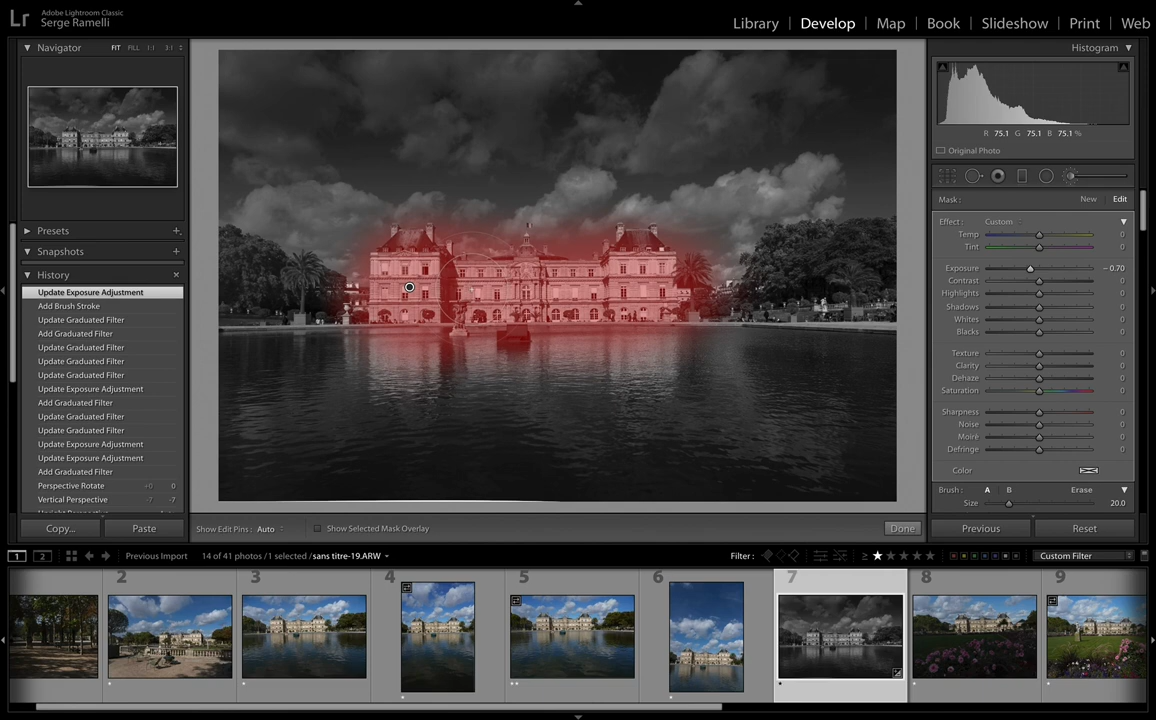 Lr Adobe Lightroom Classic
Serge Ramelli
Library | Develop | Map | Book | Slideshow | Print | Web
Navigator FIT FILL 1:1 3:1
Presets
Snapshots
History
Update Exposure Adjustment
Add Brush Stroke
Update Graduated Filter
Add Graduated Filter
Update Graduated Filter
Update Graduated Filter
Update Graduated Filter
Update Exposure Adjustment
Add Graduated Filter
Update Graduated Filter
Update Graduated Filter
Update Exposure Adjustment
Update Exposure Adjustment
Add Graduated Filter
Perspective Rotate +0 0
Vertical Perspective -7 -7
Copy... Paste
Show Edit Pins : Auto Show Selected Mask Overlay Done
Histogram
R 75.1 G 75.1 B 75.1 %
Original Photo
Mask : New Edit
Effect : Custom
Temp 0
Tint 0
Exposure – 0.70
Contrast 0
Highlights 0
Shadows 0
Whites 0
Blacks 0
Texture 0
Clarity 0
Dehaze 0
Saturation 0
Sharpness 0
Noise 0
Moiré 0
Defringe 0
Color
Brush : A B Erase
Size 20.0
Previous Reset
1 2 Previous Import 14 of 41 photos / 1 selected / sans titre-19.ARW Filter : ≥ Custom Filter
2 3 4 5 6 7 8 9